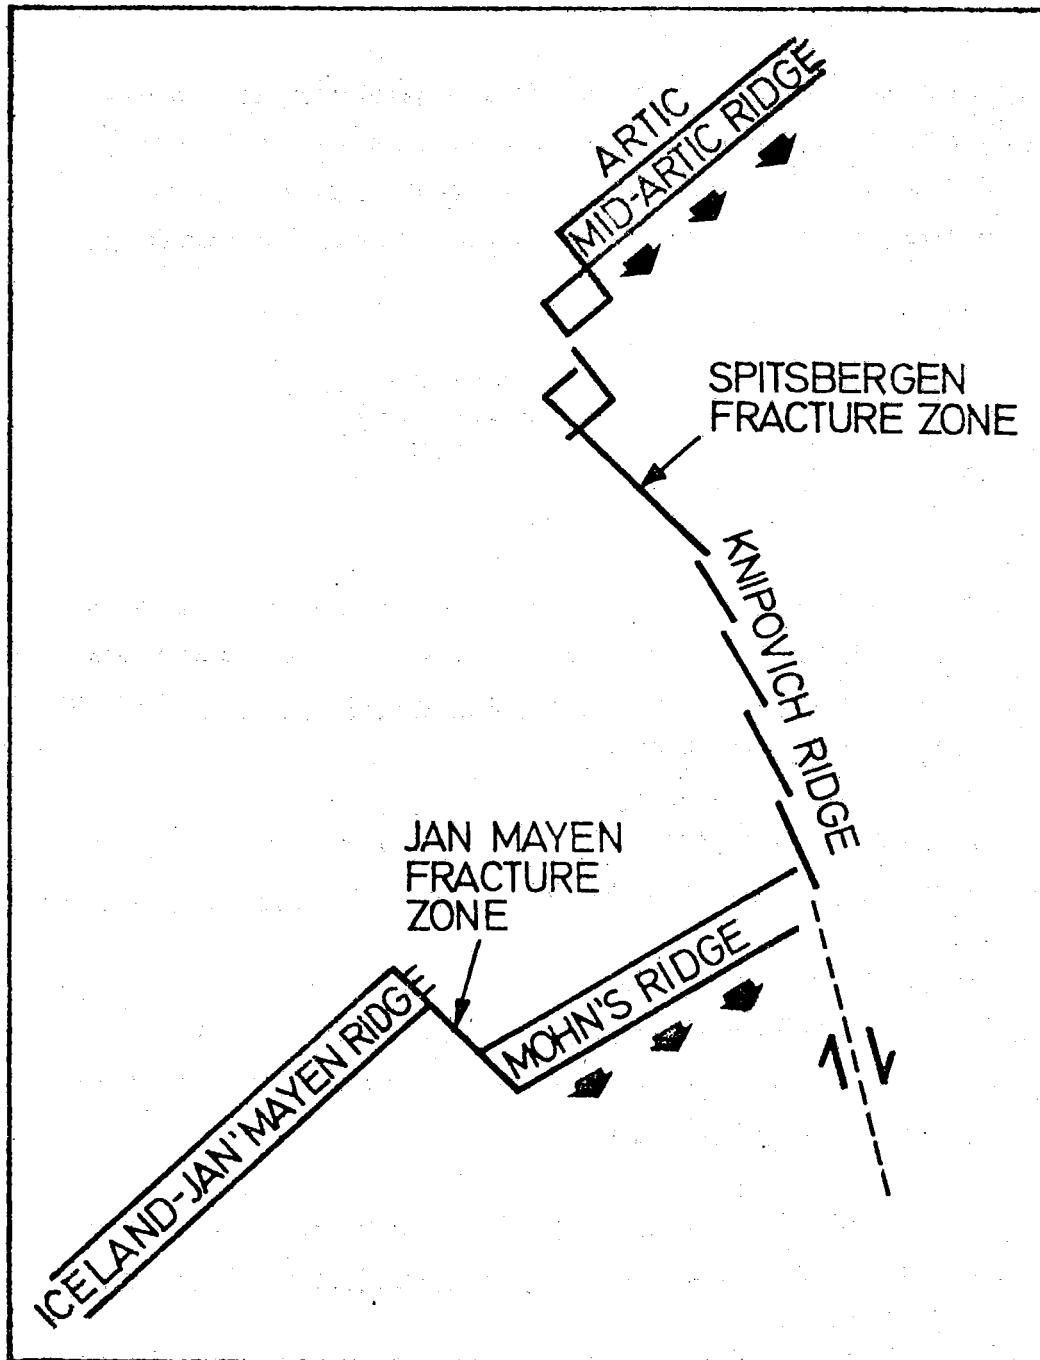 ARTIC
MID-ARTIC RIDGE
SPITSBERGEN
FRACTURE ZONE
KNIPOVICH RIDGE
JAN MAYEN
FRACTURE
ZONE
MOHN'S RIDGE
ICELAND-JAN'MAYEN RIDGE